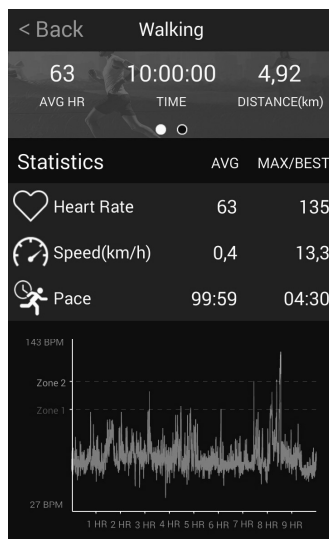 < Back Walking
63 10:00:00 4,92
AVG HR TIME DISTANCE(km)
Statistics AVG MAX/BEST
Heart Rate 63 135
Speed(km/h) 0,4 13,3
Pace 99:59 04:30
143 BPM
Zone 2
Zone 1
27 BPM
1 HR 2 HR 3 HR 4 HR 5 HR 6 HR 7 HR 8 HR 9 HR